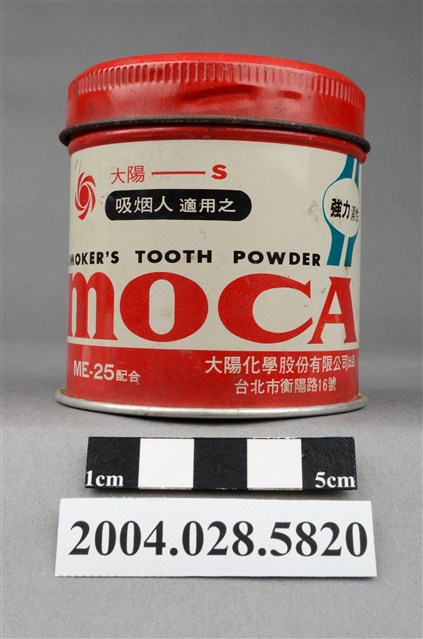 大陽——S
吸烟人 適用之
強力
MOKER'S TOOTH POWDER
mOCA
ME-25配合
大陽化學股份有限公司出品
台北市衡陽路16號
1cm 5cm
2004.028.5820